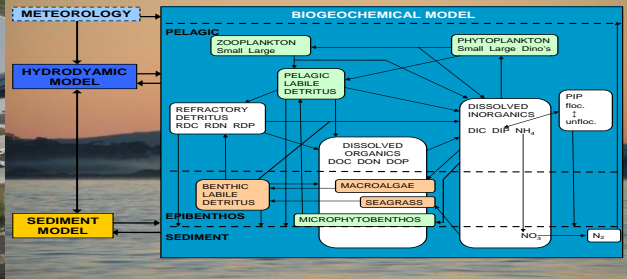 METEOROLOGY
BIOGEOCHEMICAL MODEL
PELAGIC
ZOOPLANKTON
Small Large
PHYTOPLANKTON
Small Large Dino's
HYDRODYAMIC
MODEL
PELAGIC
LABILE
DETRITUS
REFRACTORY
DETRITUS
RDC RDN RDP
DISSOLVED
INORGANICS
DIC DIP NH₄
PIP
floc.
↕
unfloc.
DISSOLVED
ORGANICS
DOC DON DOP
BENTHIC
LABILE
DETRITUS
MACROALGAE
SEAGRASS
MICROPHYTOBENTHOS
SEDIMENT
MODEL
EPIBENTHOS
SEDIMENT
NO₃
N₂